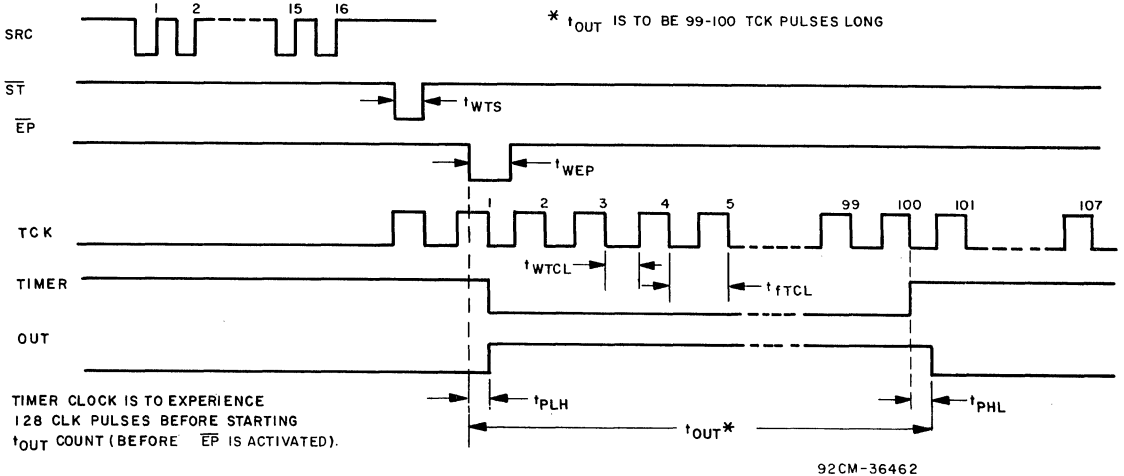 1 2 15 16
SRC
* tOUT IS TO BE 99-100 TCK PULSES LONG
ST
tWTS
EP
tWEP
1 2 3 4 5 99 100 101 107
TCK
tWTCL
tfTCL
TIMER
OUT
TIMER CLOCK IS TO EXPERIENCE
128 CLK PULSES BEFORE STARTING
tOUT COUNT (BEFORE EP IS ACTIVATED).
tPLH
tPHL
tOUT*
92CM-36462